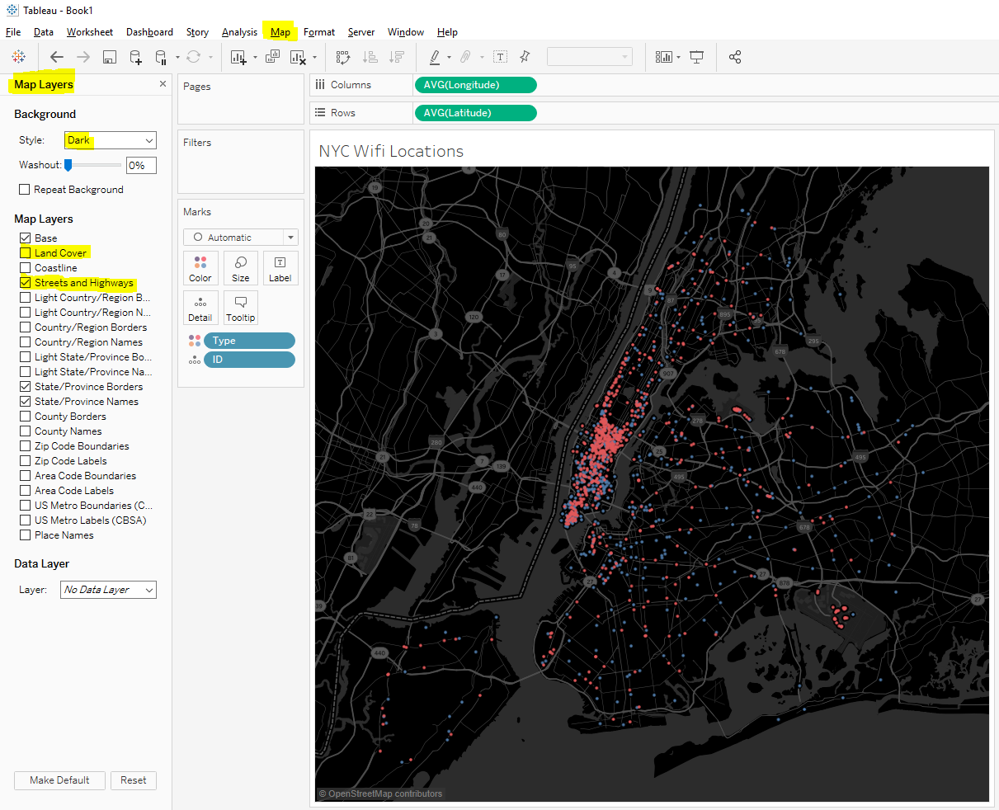 Tableau - Book1
File Data Worksheet Dashboard Story Analysis Map Format Server Window Help
Map Layers
Background
Style: Dark
Washout: 0%
Repeat Background
Map Layers
Base
Land Cover
Coastline
Streets and Highways
Light Country/Region B...
Light Country/Region N...
Country/Region Borders
Country/Region Names
Light State/Province Bo...
Light State/Province Na...
State/Province Borders
State/Province Names
County Borders
County Names
Zip Code Boundaries
Zip Code Labels
Area Code Boundaries
Area Code Labels
US Metro Boundaries (C...
US Metro Labels (CBSA)
Place Names
Data Layer
Layer: No Data Layer
Make Default Reset
Pages
Filters
Marks
Automatic
Color Size Label
Detail Tooltip
Type
ID
Columns AVG(Longitude)
Rows AVG(Latitude)
NYC Wifi Locations
19
4
20
80
21
95
17
4
9
87
120
895
95
3
295
678
907
278
280
21
7
139
25
495
495
440
22
78
678
81
27
27
878
27
440
© OpenStreetMap contributors